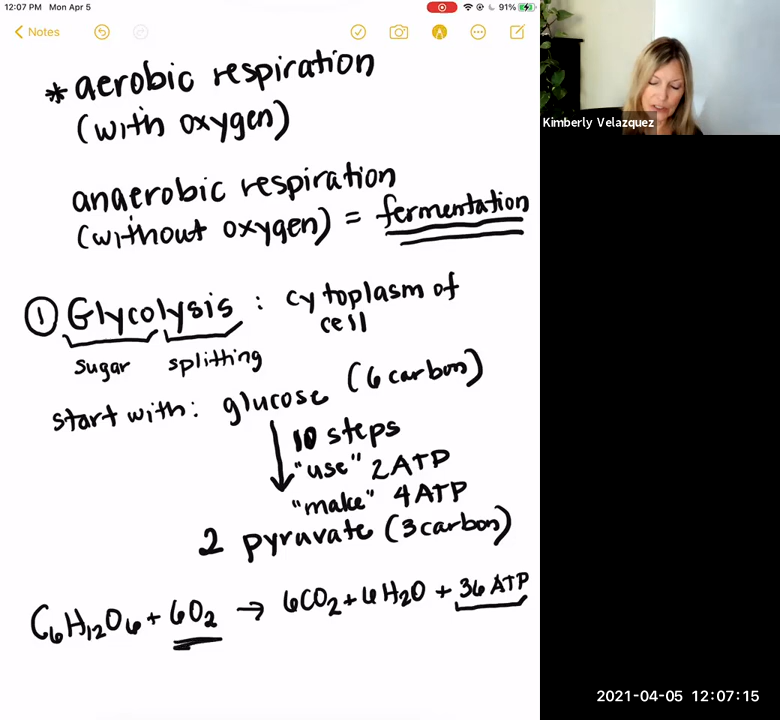 12:07 PM Mon Apr 5
91%
Notes
* aerobic respiration
(with oxygen)
anaerobic respiration
(without oxygen) = fermentation
① Glycolysis : cytoplasm of
cell
sugar splitting
start with: glucose (6 carbon)
10 steps
"use" 2ATP
"make" 4ATP
2 pyruvate (3carbon)
C6H12O6 + 6O2 → 6CO2 + 6H2O + 36 ATP
Kimberly Velazquez
2021-04-05 12:07:15